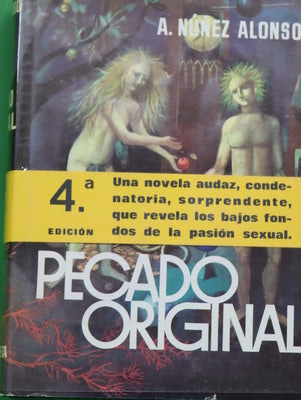 A. NÚÑEZ ALONSO
4.ª
EDICIÓN
Una novela audaz, conde-
natoria, sorprendente,
que revela los bajos fon-
dos de la pasión sexual.
PECADO
ORIGINAL